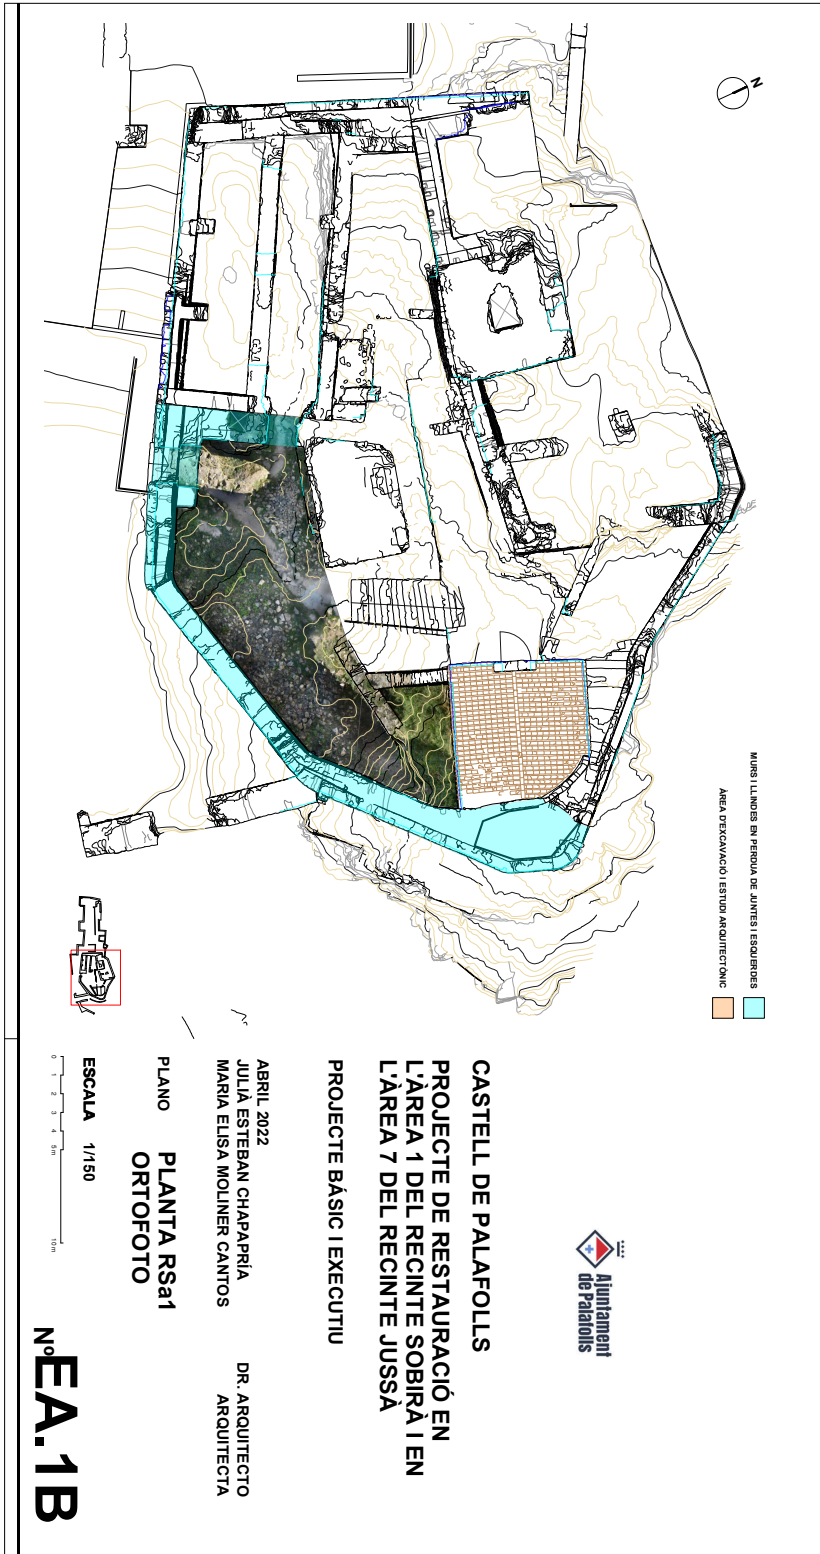 N
MURS I LLINDES EN PERDUA DE JUNTES I ESQUERDES
ÀREA D'EXCAVACIÓ I ESTUDI ARQUITECTÒNIC
Ajuntament
de Palafolls
CASTELL DE PALAFOLLS
PROJECTE DE RESTAURACIÓ EN
L'ÀREA 1 DEL RECINTE SOBIRÀ I EN
L'ÀREA 7 DEL RECINTE JUSSÀ
PROJECTE BÁSIC I EXECUTIU
ABRIL 2022
JULIÀ ESTEBAN CHAPAPRÍA DR. ARQUITECTO
MARIA ELISA MOLINER CANTOS ARQUITECTA
PLANO PLANTA RSa1
ORTOFOTO
ESCALA 1/150
0 1 2 3 4 5m 10m
NºEA.1B